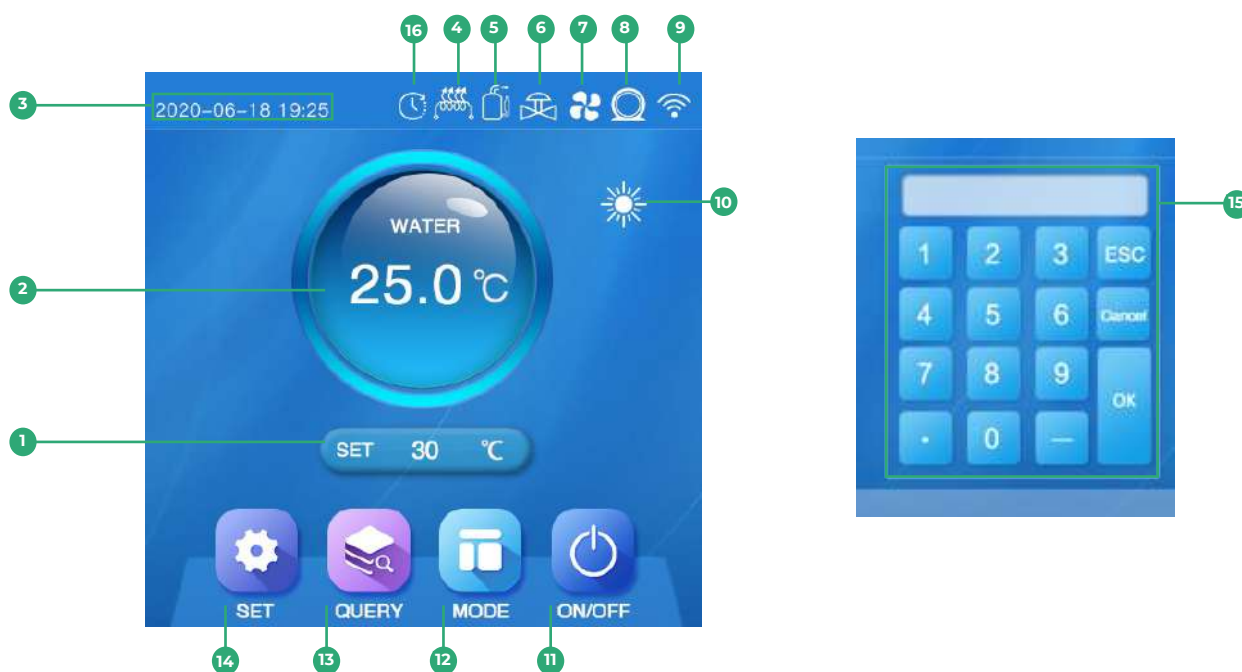 16 4 5 6 7 8 9
3 2020-06-18 19:25
10
WATER
2 25.0 ℃
1 SET 30 ℃
SET QUERY MODE ON/OFF
14 13 12 11
15
1 2 3 ESC
4 5 6 Cancel
7 8 9 OK
. 0 —